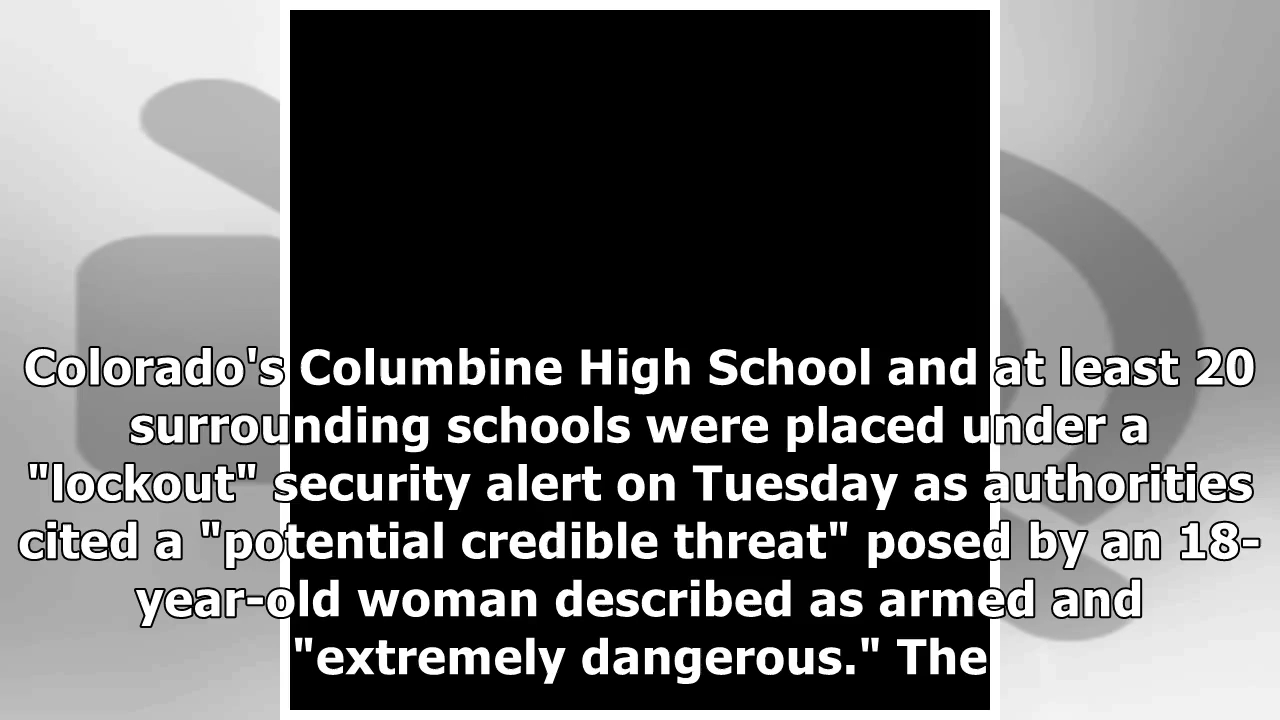 Colorado's Columbine High School and at least 20
surrounding schools were placed under a
"lockout" security alert on Tuesday as authorities
cited a "potential credible threat" posed by an 18-
year-old woman described as armed and
"extremely dangerous." The